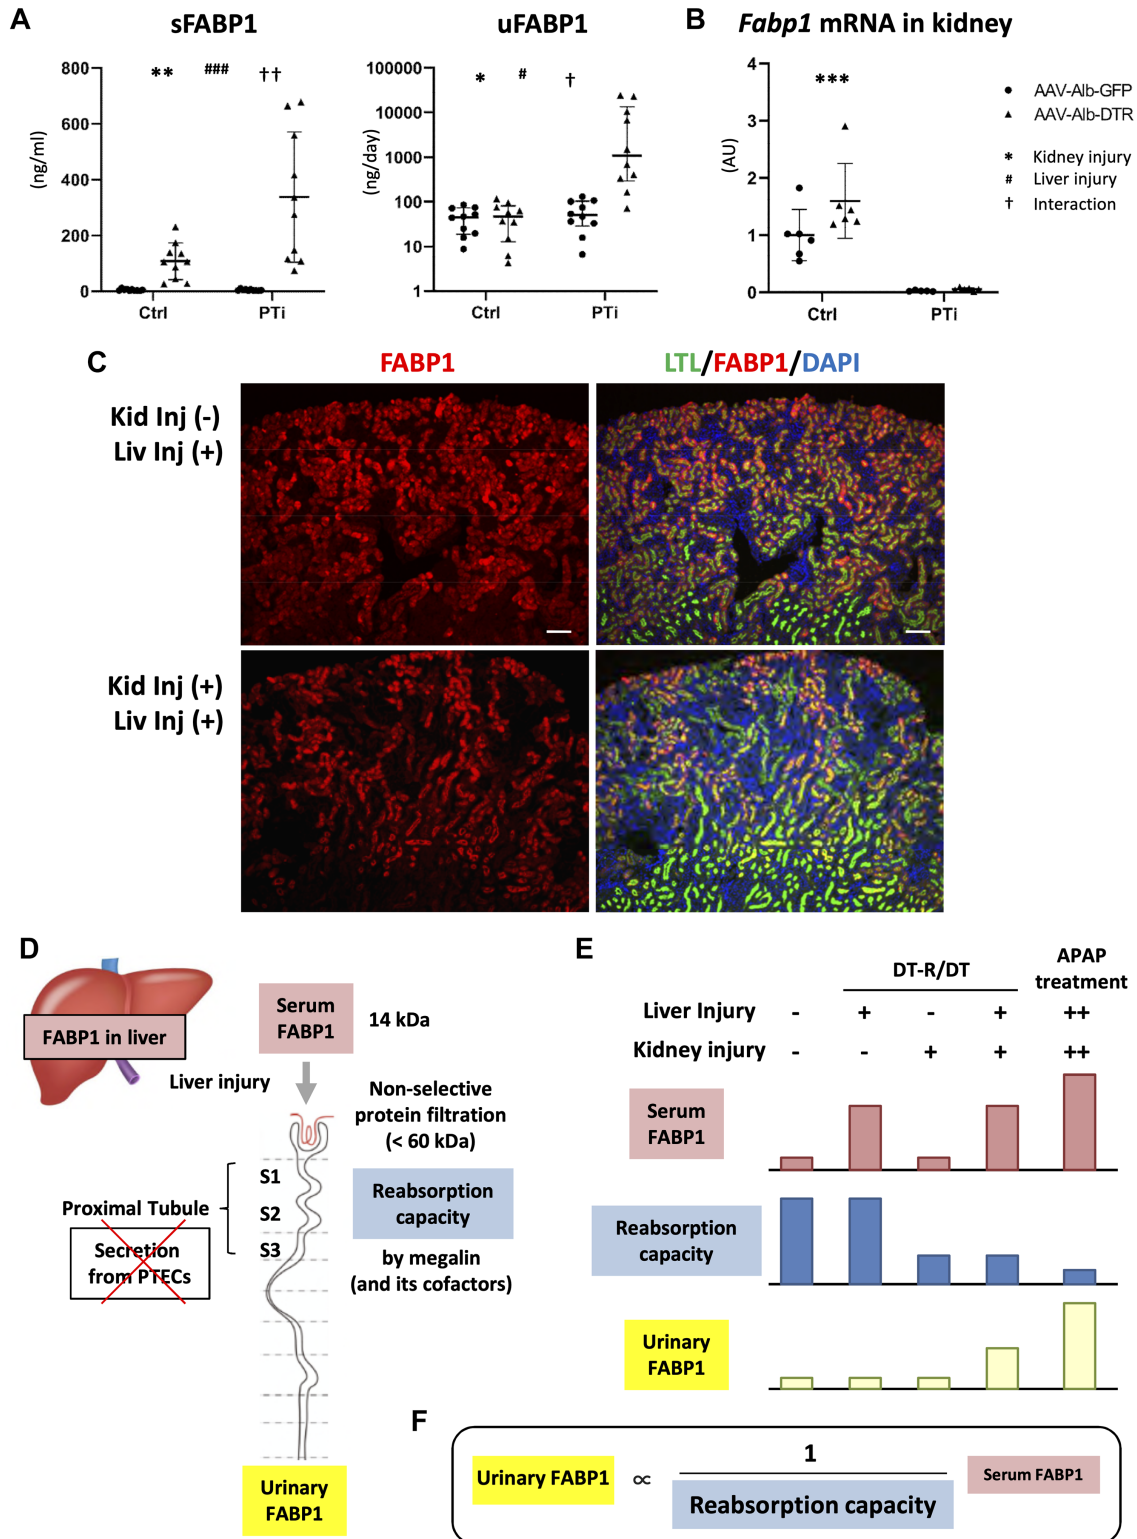 A
sFABP1
uFABP1
B
Fabp1 mRNA in kidney
800
600
400
200
0
(ng/ml)
** ### ††
Ctrl
PTi
100000
10000
1000
100
10
1
(ng/day)
* # †
Ctrl
PTi
4
3
2
1
0
(AU)
***
Ctrl
PTi
AAV-Alb-GFP
AAV-Alb-DTR
* Kidney injury
# Liver injury
† Interaction
C
FABP1
LTL/FABP1/DAPI
Kid Inj (-)
Liv Inj (+)
Kid Inj (+)
Liv Inj (+)
D
FABP1 in liver
Serum
FABP1
14 kDa
Liver injury
Non-selective
protein filtration
(< 60 kDa)
S1
S2
S3
Proximal Tubule
Secretion
from PTECs
Reabsorption
capacity
by megalin
(and its cofactors)
Urinary
FABP1
E
DT-R/DT
APAP
treatment
Liver Injury - + - + ++
Kidney injury - - + + ++
Serum
FABP1
Reabsorption
capacity
Urinary
FABP1
F
Urinary FABP1 ∝
1
Reabsorption capacity
Serum FABP1